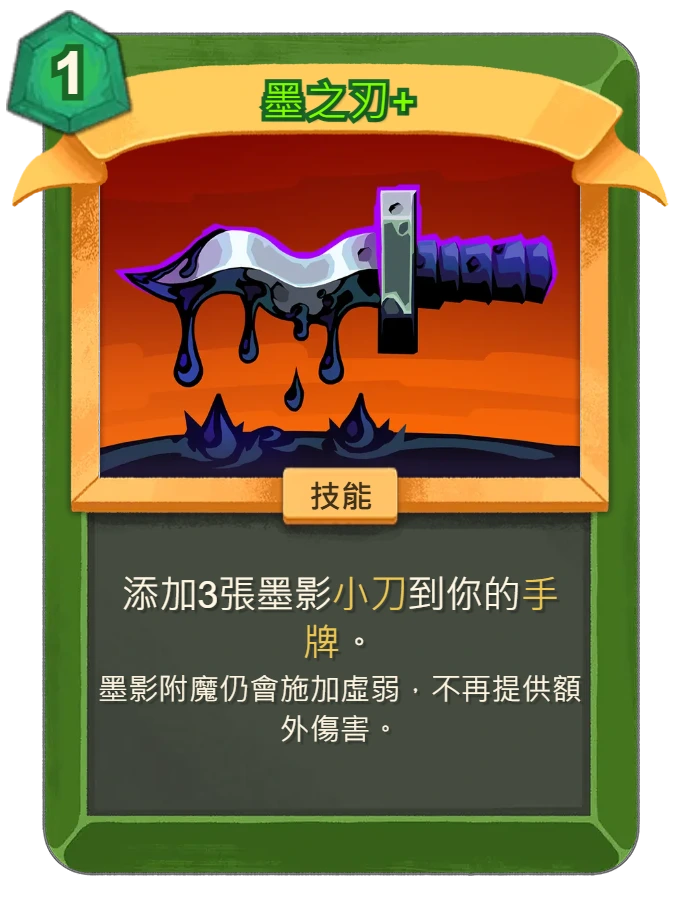 1
墨之刃+
技能
添加3張墨影小刀到你的手
牌。
墨影附魔仍會施加虛弱，不再提供額
外傷害。